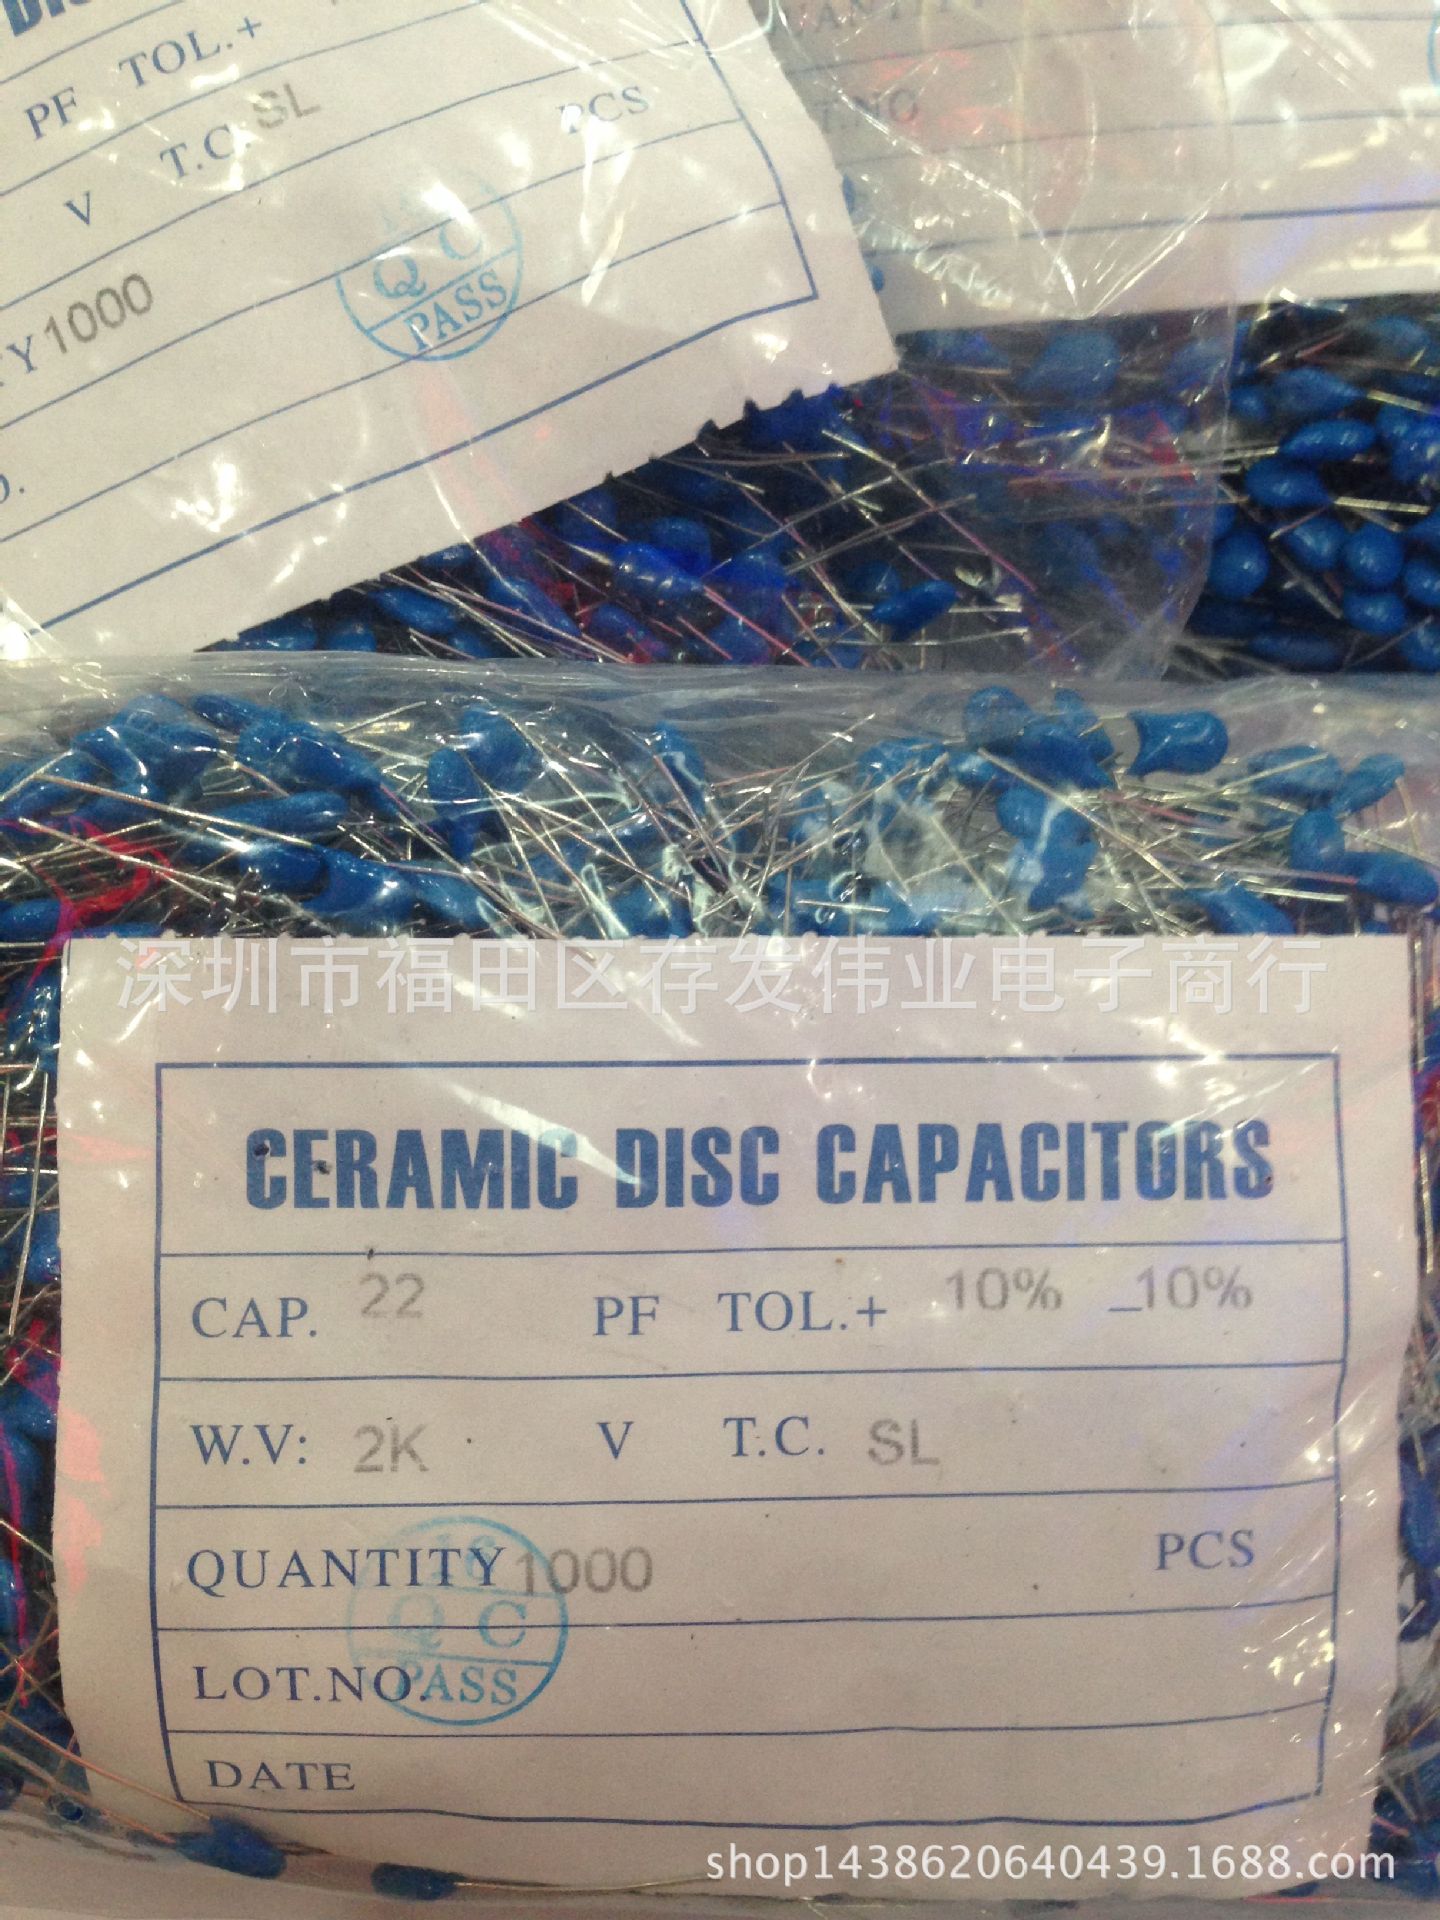 PF TOL.+
V T.C. SL
PCS
1000
QC
PASS
深圳市福田区存发伟业电子商行
CERAMIC DISC CAPACITORS
CAP. 22 PF TOL.+ 10% _10%
W.V: 2K V T.C. SL
QUANTITY 1000 PCS
16
QC
LOT.NO.
PASS
DATE
shop1438620640439.1688.com